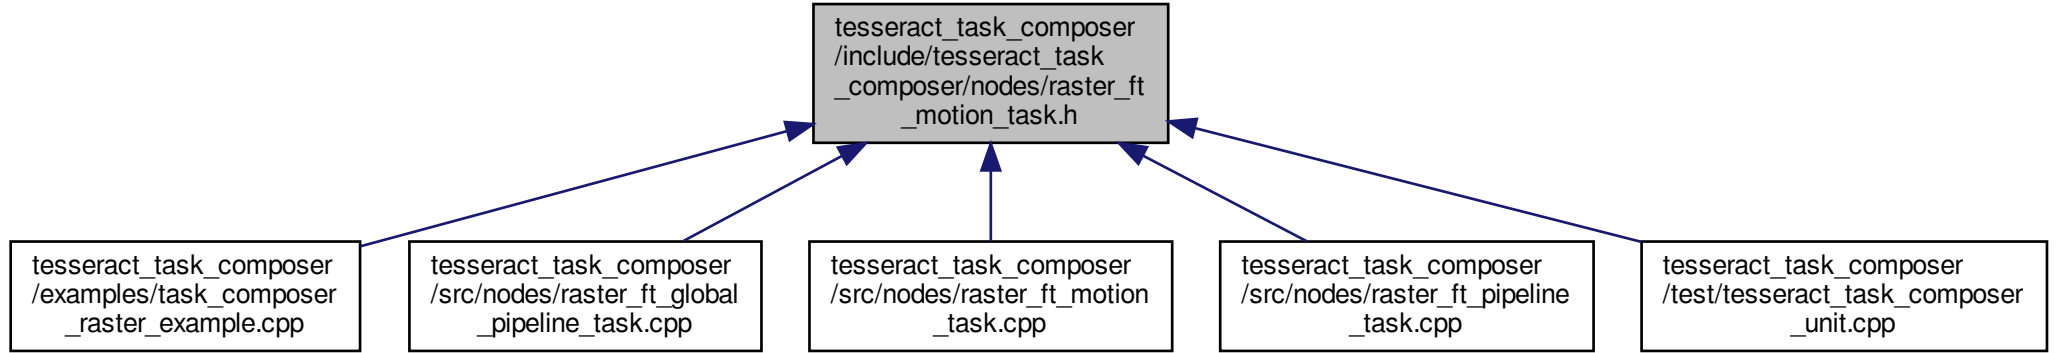 tesseract_task_composer
/include/tesseract_task
_composer/nodes/raster_ft
_motion_task.h
tesseract_task_composer
/examples/task_composer
_raster_example.cpp
tesseract_task_composer
/src/nodes/raster_ft_global
_pipeline_task.cpp
tesseract_task_composer
/src/nodes/raster_ft_motion
_task.cpp
tesseract_task_composer
/src/nodes/raster_ft_pipeline
_task.cpp
tesseract_task_composer
/test/tesseract_task_composer
_unit.cpp